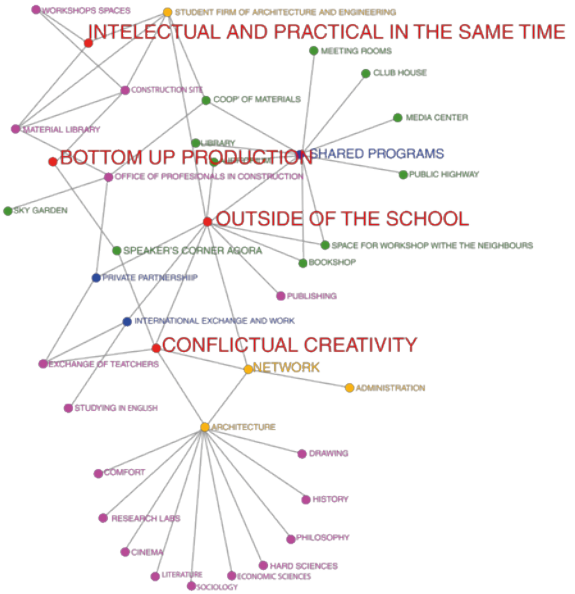 WORKSHOPS SPACES
STUDENT FIRM OF ARCHITECTURE AND ENGINEERING
INTELECTUAL AND PRACTICAL IN THE SAME TIME
MEETING ROOMS
CLUB HOUSE
CONSTRUCTION SITE
COOP' OF MATERIALS
MEDIA CENTER
MATERIAL LIBRARY
LIBRARY
BOTTOM UP PRODUCTION
SHARED PROGRAMS
OFFICE OF PROFESIONALS IN CONSTRUCTION
PUBLIC HIGHWAY
SKY GARDEN
OUTSIDE OF THE SCHOOL
SPACE FOR WORKSHOP WITHE THE NEIGHBOURS
SPEAKER'S CORNER AGORA
BOOKSHOP
PRIVATE PARTNERSHIIP
PUBLISHING
INTERNATIONAL EXCHANGE AND WORK
CONFLICTUAL CREATIVITY
EXCHANGE OF TEATCHERS
NETWORK
ADMINISTRATION
STUDYING IN ENGLISH
ARCHITECTURE
DRAWING
COMFORT
HISTORY
RESEARCH LABS
PHILOSOPHY
CINEMA
HARD SCIENCES
LITERATURE
ECONOMIC SCIENCES
SOCIOLOGY